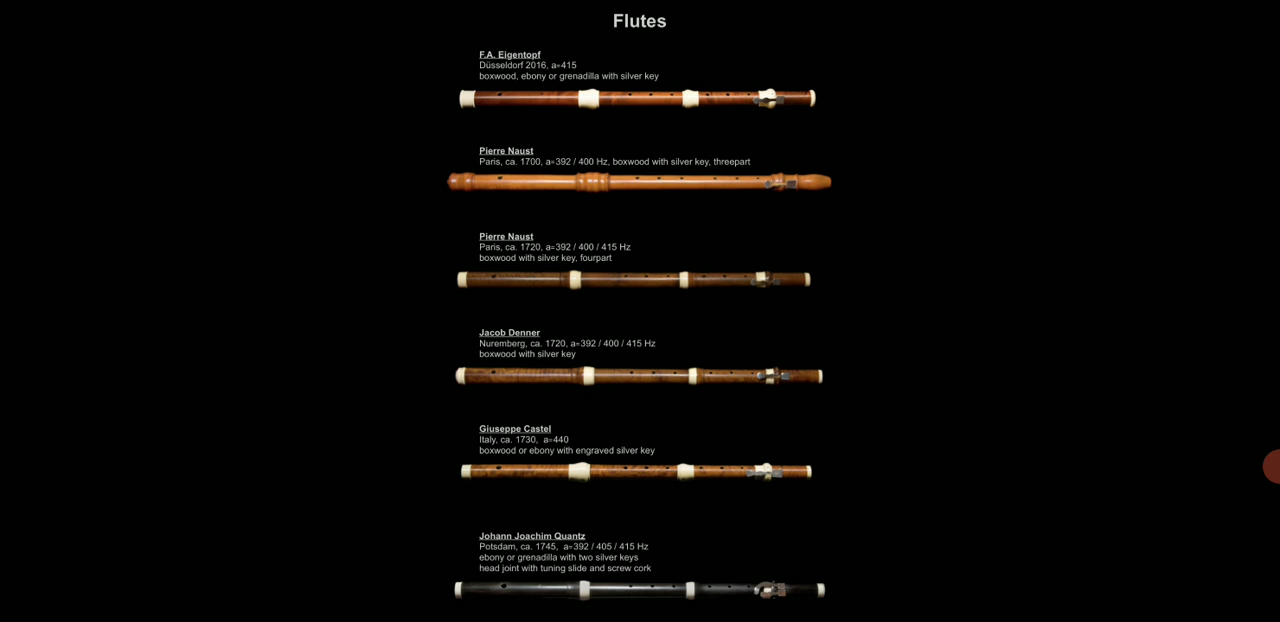 Flutes
F.A. Eigentopf
Düsseldorf 2016, a=415
boxwood, ebony or grenadilla with silver key
Pierre Naust
Paris, ca. 1700, a=392 / 400 Hz, boxwood with silver key, threepart
Pierre Naust
Paris, ca. 1720, a=392 / 400 / 415 Hz
boxwood with silver key, fourpart
Jacob Denner
Nuremberg, ca. 1720, a=392 / 400 / 415 Hz
boxwood with silver key
Giuseppe Castel
Italy, ca. 1730,  a=440
boxwood or ebony with engraved silver key
Johann Joachim Quantz
Potsdam, ca. 1745,  a=392 / 405 / 415 Hz
ebony or grenadilla with two silver keys
head joint with tuning slide and screw cork